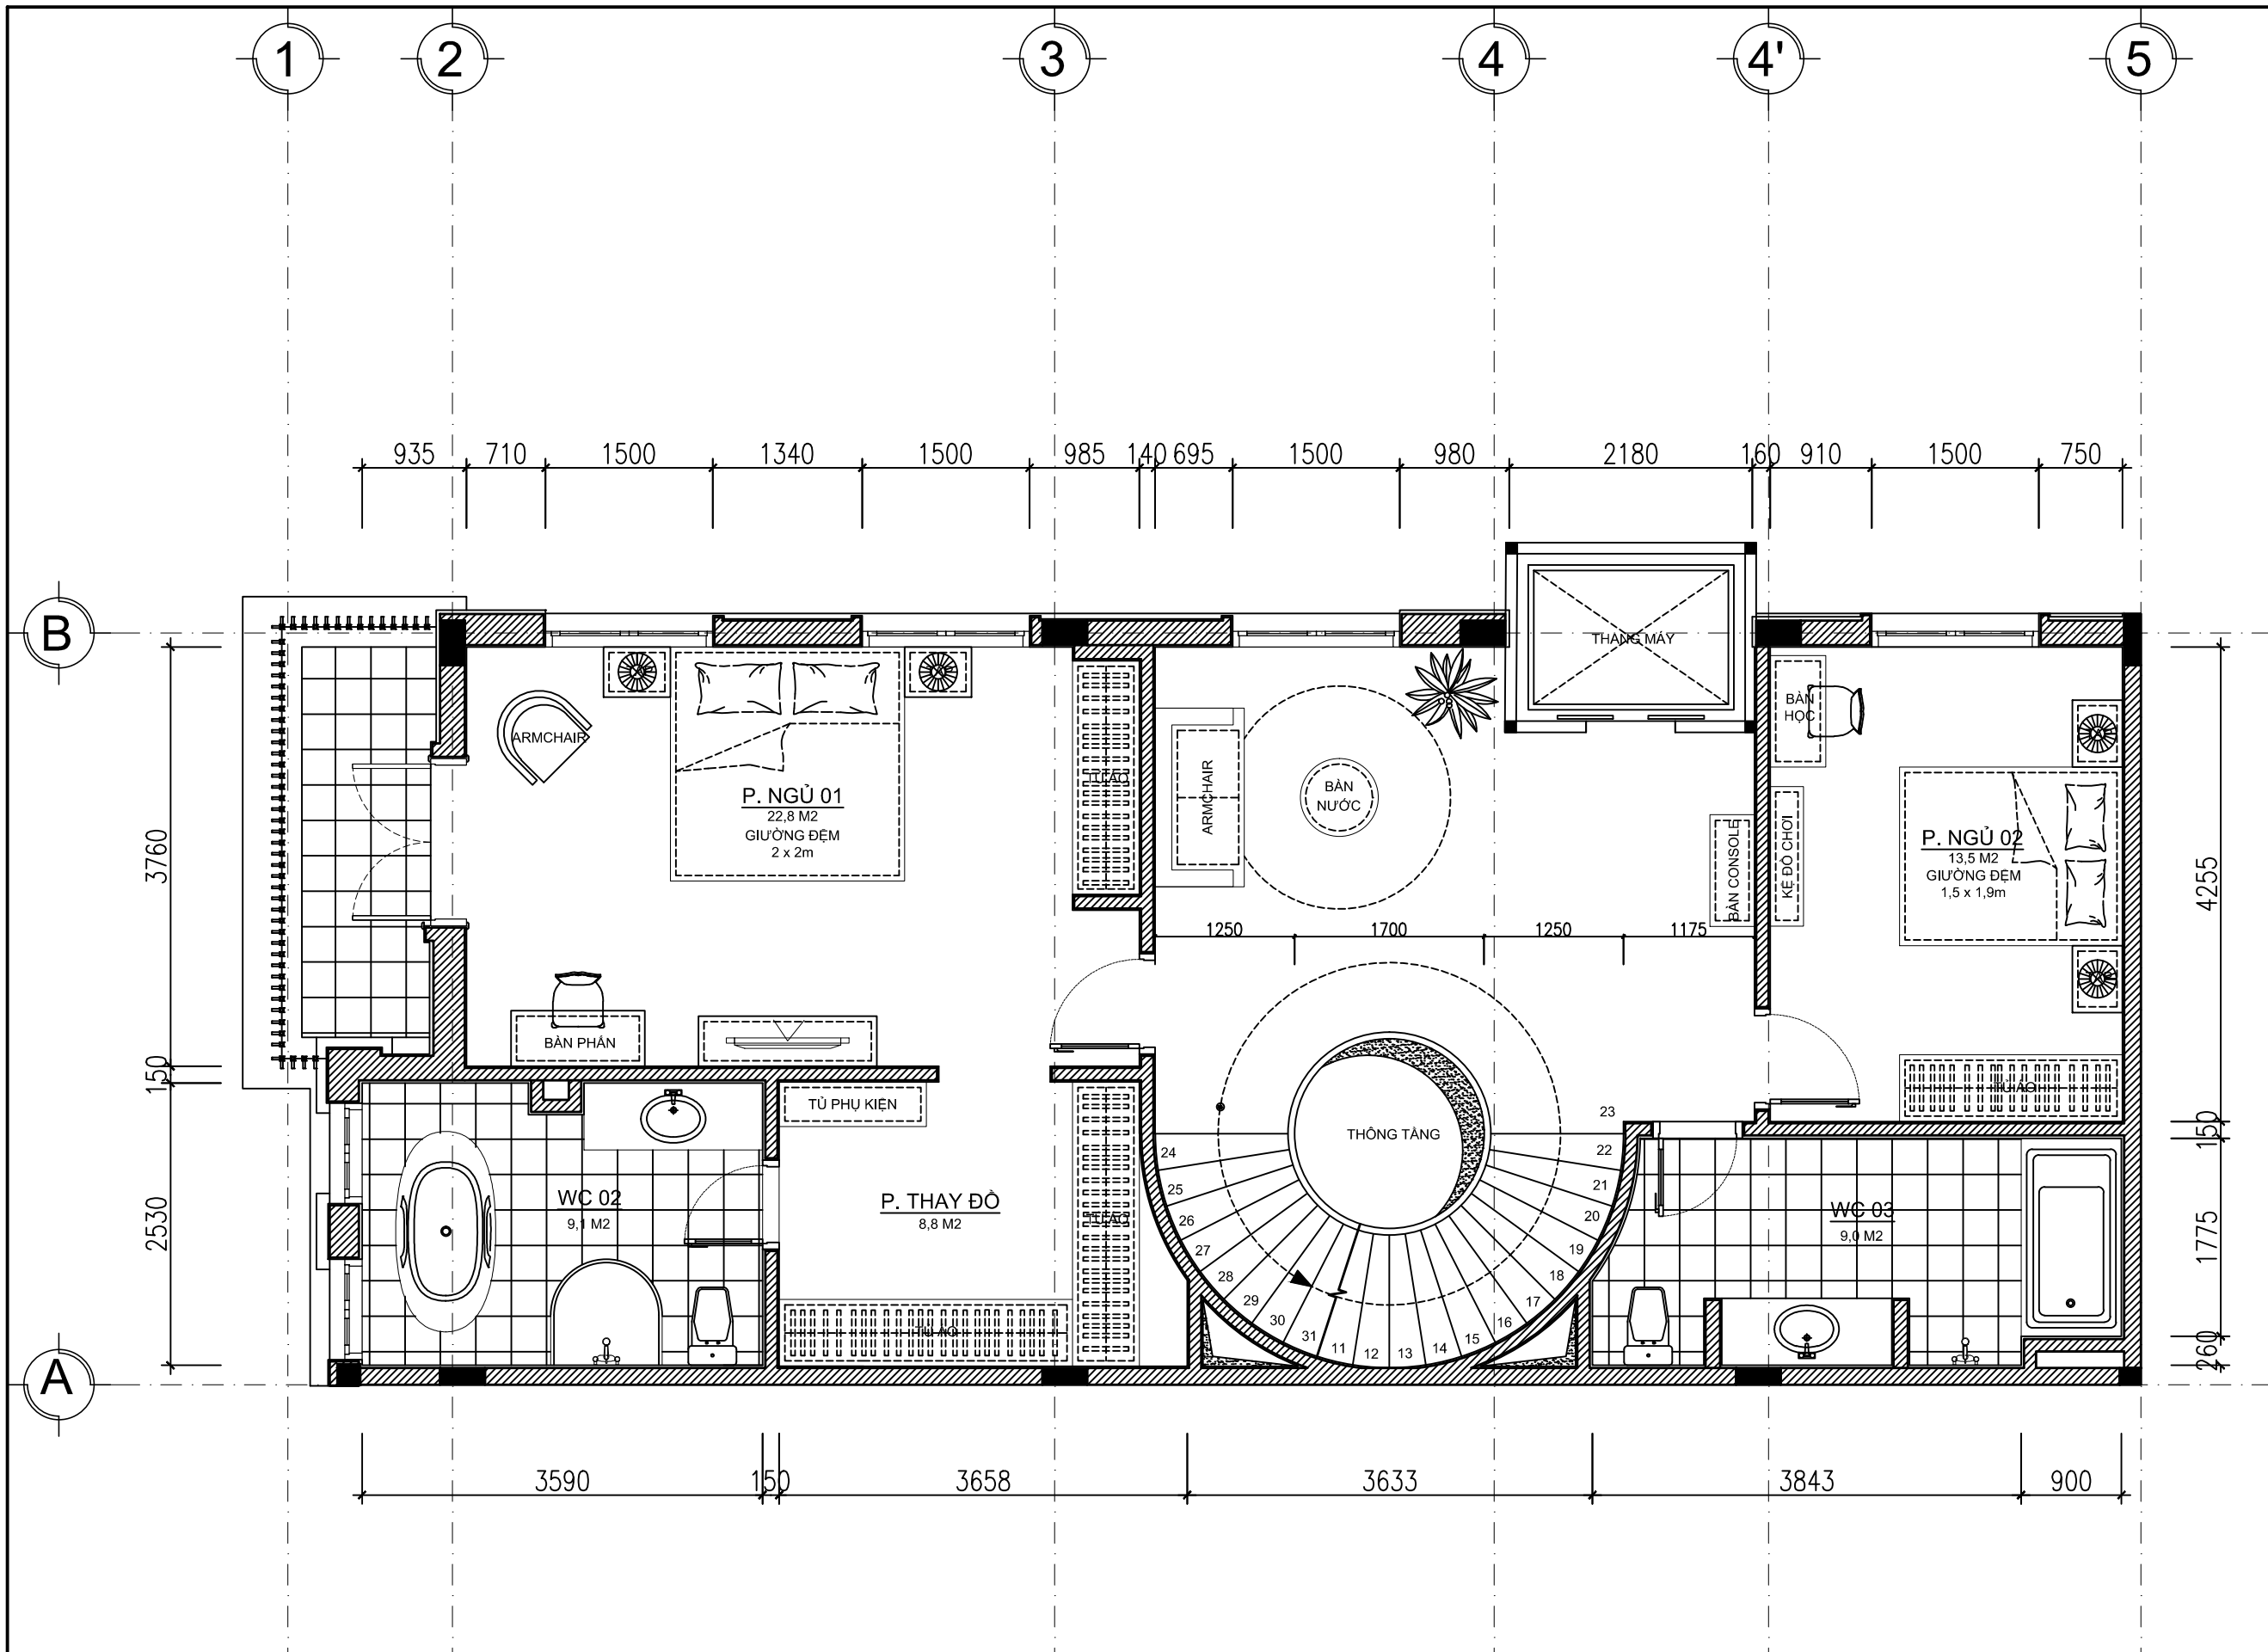 1
2
3
4
4'
5
935
710
1500
1340
1500
985
140
695
1500
980
2180
160
910
1500
750
B
THANG MÁY
ARMCHAIR
TỦ ÁO
ARMCHAIR
BÀN
NƯỚC
BÀN
HỌC
P. NGỦ 01
22,8 M2
GIƯỜNG ĐỆM
2 x 2m
BÀN CONSOLE
KỆ ĐỒ CHƠI
P. NGỦ 02
13,5 M2
GIƯỜNG ĐỆM
1,5 x 1,9m
3760
4255
1250
1700
1250
1175
BÀN PHẤN
150
TỦ ÁO
TỦ PHỤ KIỆN
THÔNG TẦNG
23
150
22
24
21
25
20
26
19
27
18
28
17
29
16
30
15
31
14
11
12
13
WC 02
9,1 M2
P. THAY ĐỒ
8,8 M2
TỦ ÁO
WC 03
9,0 M2
2530
1775
TỦ ÁO
260
A
3590
150
3658
3633
3843
900